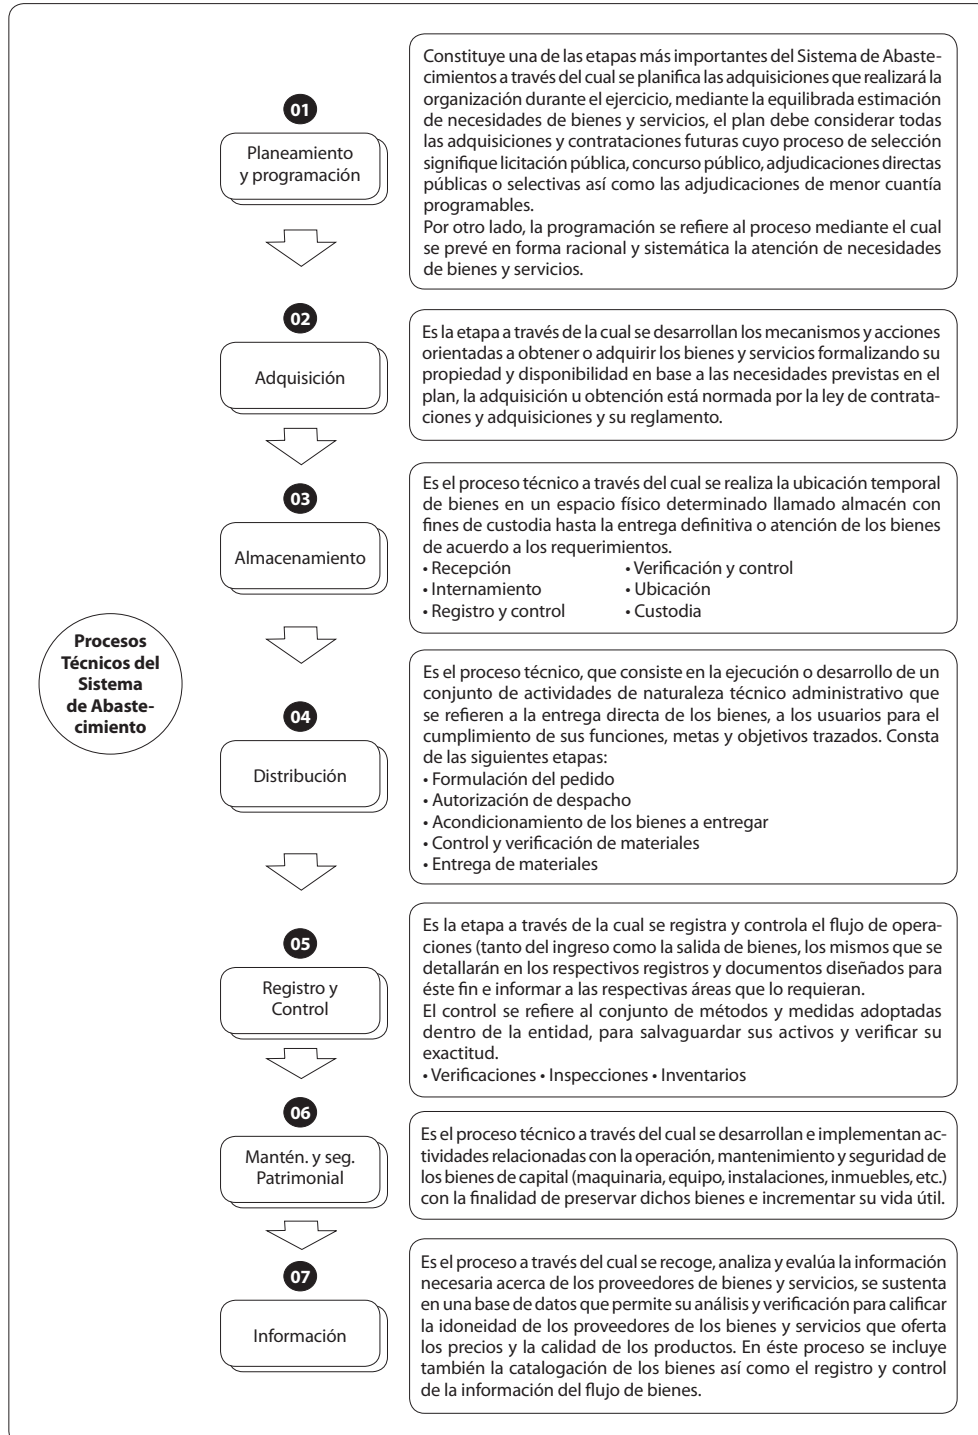 Procesos
Técnicos del
Sistema
de Abaste-
cimiento
01
Planeamiento
y programación
Constituye una de las etapas más importantes del Sistema de Abaste-
cimientos a través del cual se planifica las adquisiciones que realizará la
organización durante el ejercicio, mediante la equilibrada estimación
de necesidades de bienes y servicios, el plan debe considerar todas
las adquisiciones y contrataciones futuras cuyo proceso de selección
signifique licitación pública, concurso público, adjudicaciones directas
públicas o selectivas así como las adjudicaciones de menor cuantía
programables.
Por otro lado, la programación se refiere al proceso mediante el cual
se prevé en forma racional y sistemática la atención de necesidades
de bienes y servicios.
02
Adquisición
Es la etapa a través de la cual se desarrollan los mecanismos y acciones
orientadas a obtener o adquirir los bienes y servicios formalizando su
propiedad y disponibilidad en base a las necesidades previstas en el
plan, la adquisición u obtención está normada por la ley de contrata-
ciones y adquisiciones y su reglamento.
03
Almacenamiento
Es el proceso técnico a través del cual se realiza la ubicación temporal
de bienes en un espacio físico determinado llamado almacén con
fines de custodia hasta la entrega definitiva o atención de los bienes
de acuerdo a los requerimientos.
• Recepción • Verificación y control
• Internamiento • Ubicación
• Registro y control • Custodia
04
Distribución
Es el proceso técnico, que consiste en la ejecución o desarrollo de un
conjunto de actividades de naturaleza técnico administrativo que
se refieren a la entrega directa de los bienes, a los usuarios para el
cumplimiento de sus funciones, metas y objetivos trazados. Consta
de las siguientes etapas:
• Formulación del pedido
• Autorización de despacho
• Acondicionamiento de los bienes a entregar
• Control y verificación de materiales
• Entrega de materiales
05
Registro y
Control
Es la etapa a través de la cual se registra y controla el flujo de opera-
ciones (tanto del ingreso como la salida de bienes, los mismos que se
detallarán en los respectivos registros y documentos diseñados para
éste fin e informar a las respectivas áreas que lo requieran.
El control se refiere al conjunto de métodos y medidas adoptadas
dentro de la entidad, para salvaguardar sus activos y verificar su
exactitud.
• Verificaciones • Inspecciones • Inventarios
06
Mantén. y seg.
Patrimonial
Es el proceso técnico a través del cual se desarrollan e implementan ac-
tividades relacionadas con la operación, mantenimiento y seguridad de
los bienes de capital (maquinaria, equipo, instalaciones, inmuebles, etc.)
con la finalidad de preservar dichos bienes e incrementar su vida útil.
07
Información
Es el proceso a través del cual se recoge, analiza y evalúa la información
necesaria acerca de los proveedores de bienes y servicios, se sustenta
en una base de datos que permite su análisis y verificación para calificar
la idoneidad de los proveedores de los bienes y servicios que oferta
los precios y la calidad de los productos. En éste proceso se incluye
también la catalogación de los bienes así como el registro y control
de la información del flujo de bienes.